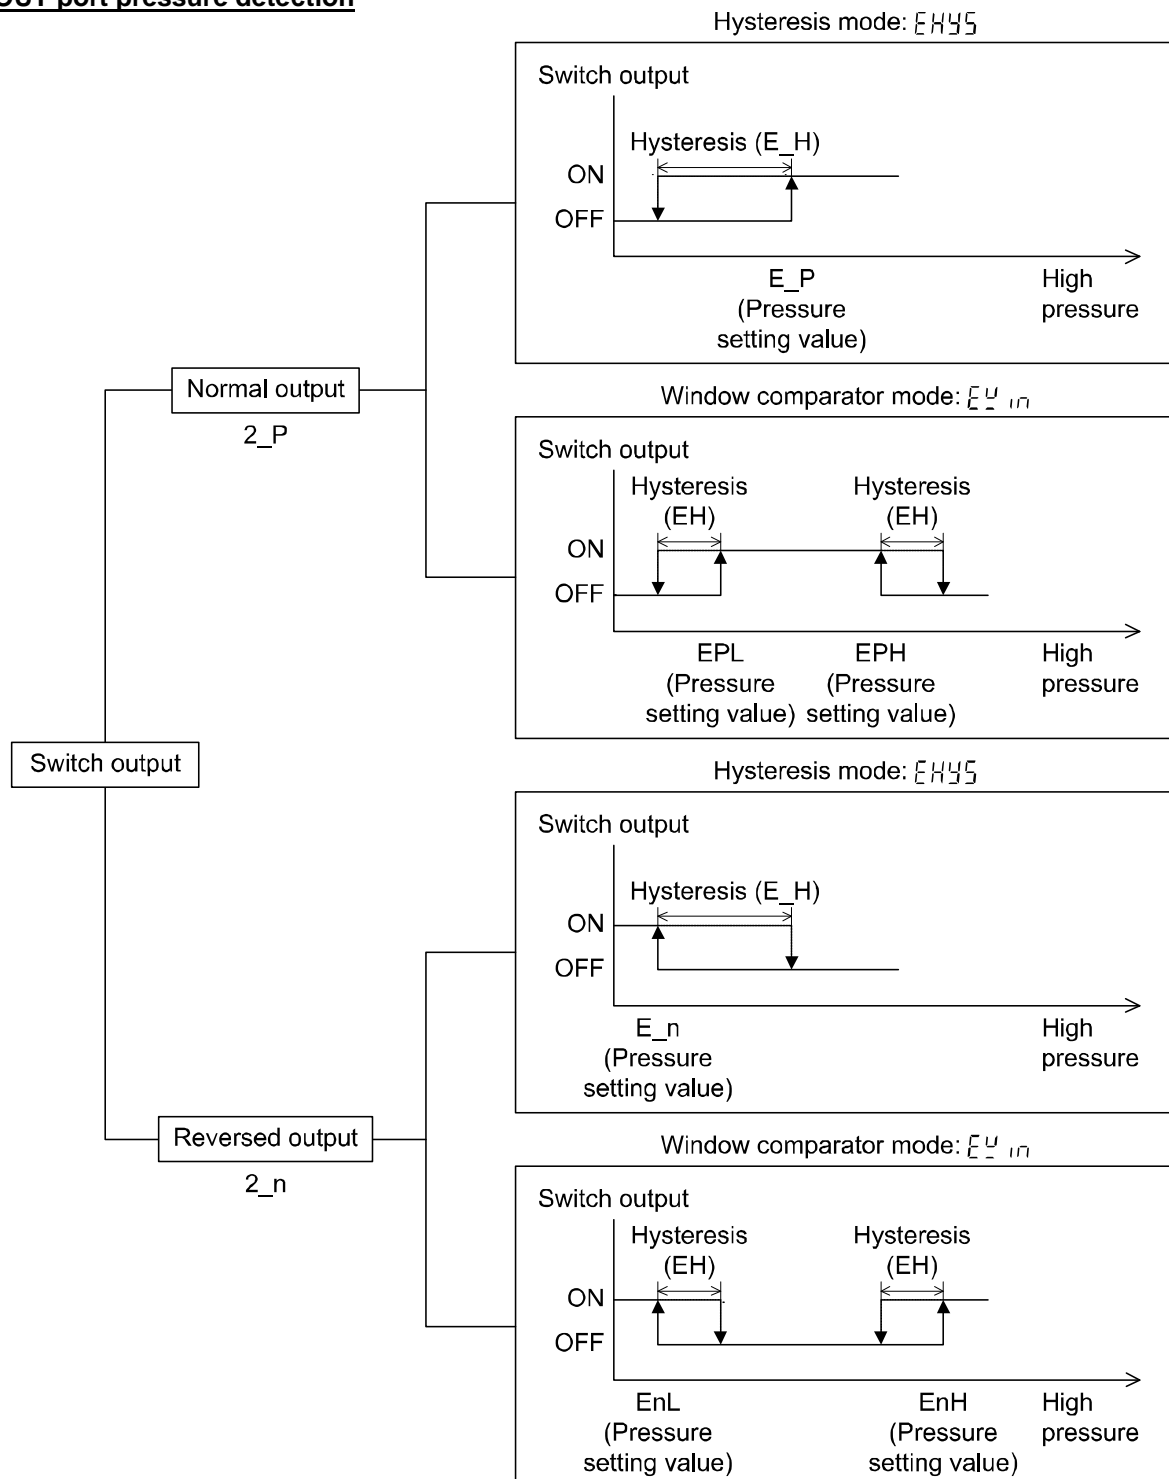 OUT port pressure detection
Hysteresis mode: EHYS
Switch output
Hysteresis (E_H)
ON
OFF
E_P
(Pressure
setting value)
High
pressure
Normal output
2_P
Window comparator mode: Ewin
Switch output
Hysteresis
(EH)
Hysteresis
(EH)
ON
OFF
EPL
(Pressure
setting value)
EPH
(Pressure
setting value)
High
pressure
Switch output
Hysteresis mode: EHYS
Switch output
Hysteresis (E_H)
ON
OFF
E_n
(Pressure
setting value)
High
pressure
Reversed output
2_n
Window comparator mode: Ewin
Switch output
Hysteresis
(EH)
Hysteresis
(EH)
ON
OFF
EnL
(Pressure
setting value)
EnH
(Pressure
setting value)
High
pressure